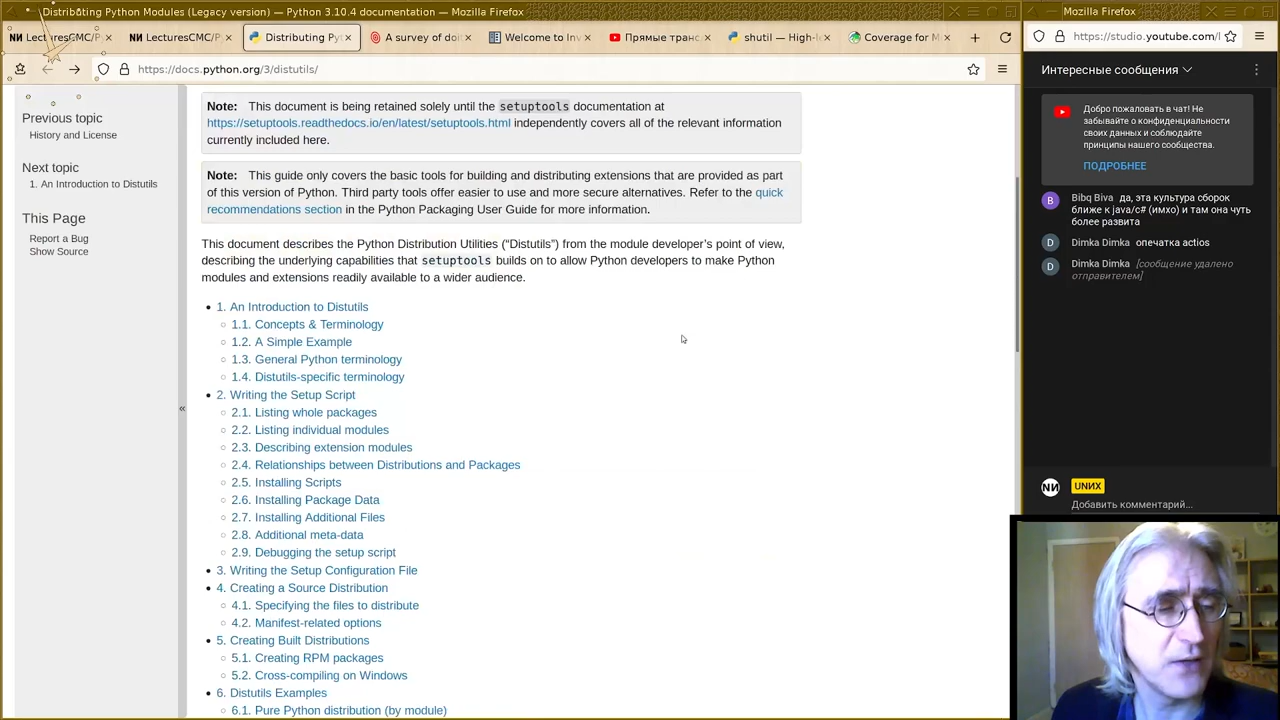 Distributing Python Modules (Legacy version) — Python 3.10.4 documentation — Mozilla Firefox
Mozilla Firefox
LecturesCMC/P
LecturesCMC/P
Distributing Pyt
A survey of doi
Welcome to Inv
Прямые транс
shutil — High-le
Coverage for M
https://docs.python.org/3/distutils/
https://studio.youtube.com/l
Previous topic
History and License
Next topic
1. An Introduction to Distutils
This Page
Report a Bug
Show Source
«
Note: This document is being retained solely until the setuptools documentation at
https://setuptools.readthedocs.io/en/latest/setuptools.html independently covers all of the relevant information
currently included here.
Note: This guide only covers the basic tools for building and distributing extensions that are provided as part
of this version of Python. Third party tools offer easier to use and more secure alternatives. Refer to the quick
recommendations section in the Python Packaging User Guide for more information.
This document describes the Python Distribution Utilities (“Distutils”) from the module developer’s point of view,
describing the underlying capabilities that setuptools builds on to allow Python developers to make Python
modules and extensions readily available to a wider audience.
1. An Introduction to Distutils
1.1. Concepts & Terminology
1.2. A Simple Example
1.3. General Python terminology
1.4. Distutils-specific terminology
2. Writing the Setup Script
2.1. Listing whole packages
2.2. Listing individual modules
2.3. Describing extension modules
2.4. Relationships between Distributions and Packages
2.5. Installing Scripts
2.6. Installing Package Data
2.7. Installing Additional Files
2.8. Additional meta-data
2.9. Debugging the setup script
3. Writing the Setup Configuration File
4. Creating a Source Distribution
4.1. Specifying the files to distribute
4.2. Manifest-related options
5. Creating Built Distributions
5.1. Creating RPM packages
5.2. Cross-compiling on Windows
6. Distutils Examples
6.1. Pure Python distribution (by module)
Интересные сообщения
Добро пожаловать в чат! Не
забывайте о конфиденциальности
своих данных и соблюдайте
принципы нашего сообщества.
ПОДРОБНЕЕ
B Bibq Biva да, эта культура сборок
ближе к java/c# (имхо) и там она чуть
более развита
D Dimka Dimka опечатка actios
D Dimka Dimka [сообщение удалено
отправителем]
UNИX
Добавить комментарий...